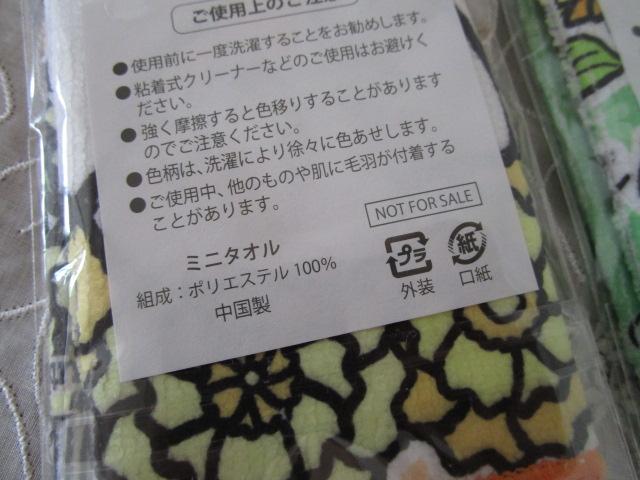 ご使用上のご注意
●使用前に一度洗濯することをお勧めします。
●粘着式クリーナーなどのご使用はお避けく
ださい。
●強く摩擦すると色移りすることがあります
のでご注意ください。
●色柄は、洗濯により徐々に色あせします。
●ご使用中、他のものや肌に毛羽が付着する
ことがあります。
NOT FOR SALE
ミニタオル
組成：ポリエステル 100%
中国製
プラ
外装
紙
口紙